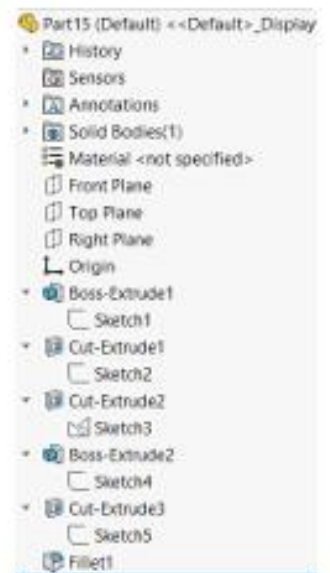 Part15 (Default) <<Default>_Display
History
Sensors
Annotations
Solid Bodies(1)
Material <not specified>
Front Plane
Top Plane
Right Plane
Origin
Boss-Extrude1
Sketch1
Cut-Extrude1
Sketch2
Cut-Extrude2
Sketch3
Boss-Extrude2
Sketch4
Cut-Extrude3
Sketch5
Fillet1